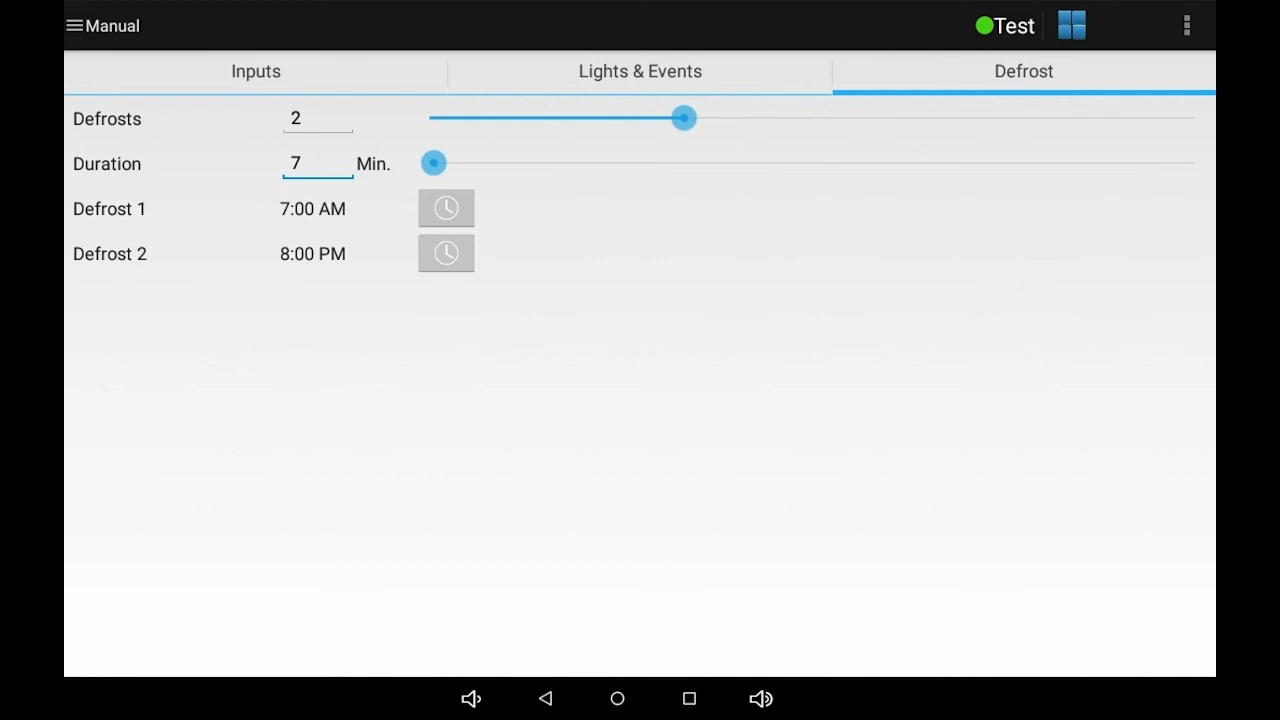 Manual Test
Inputs Lights & Events Defrost
Defrosts 2
Duration 7 Min.
Defrost 1 7:00 AM
Defrost 2 8:00 PM